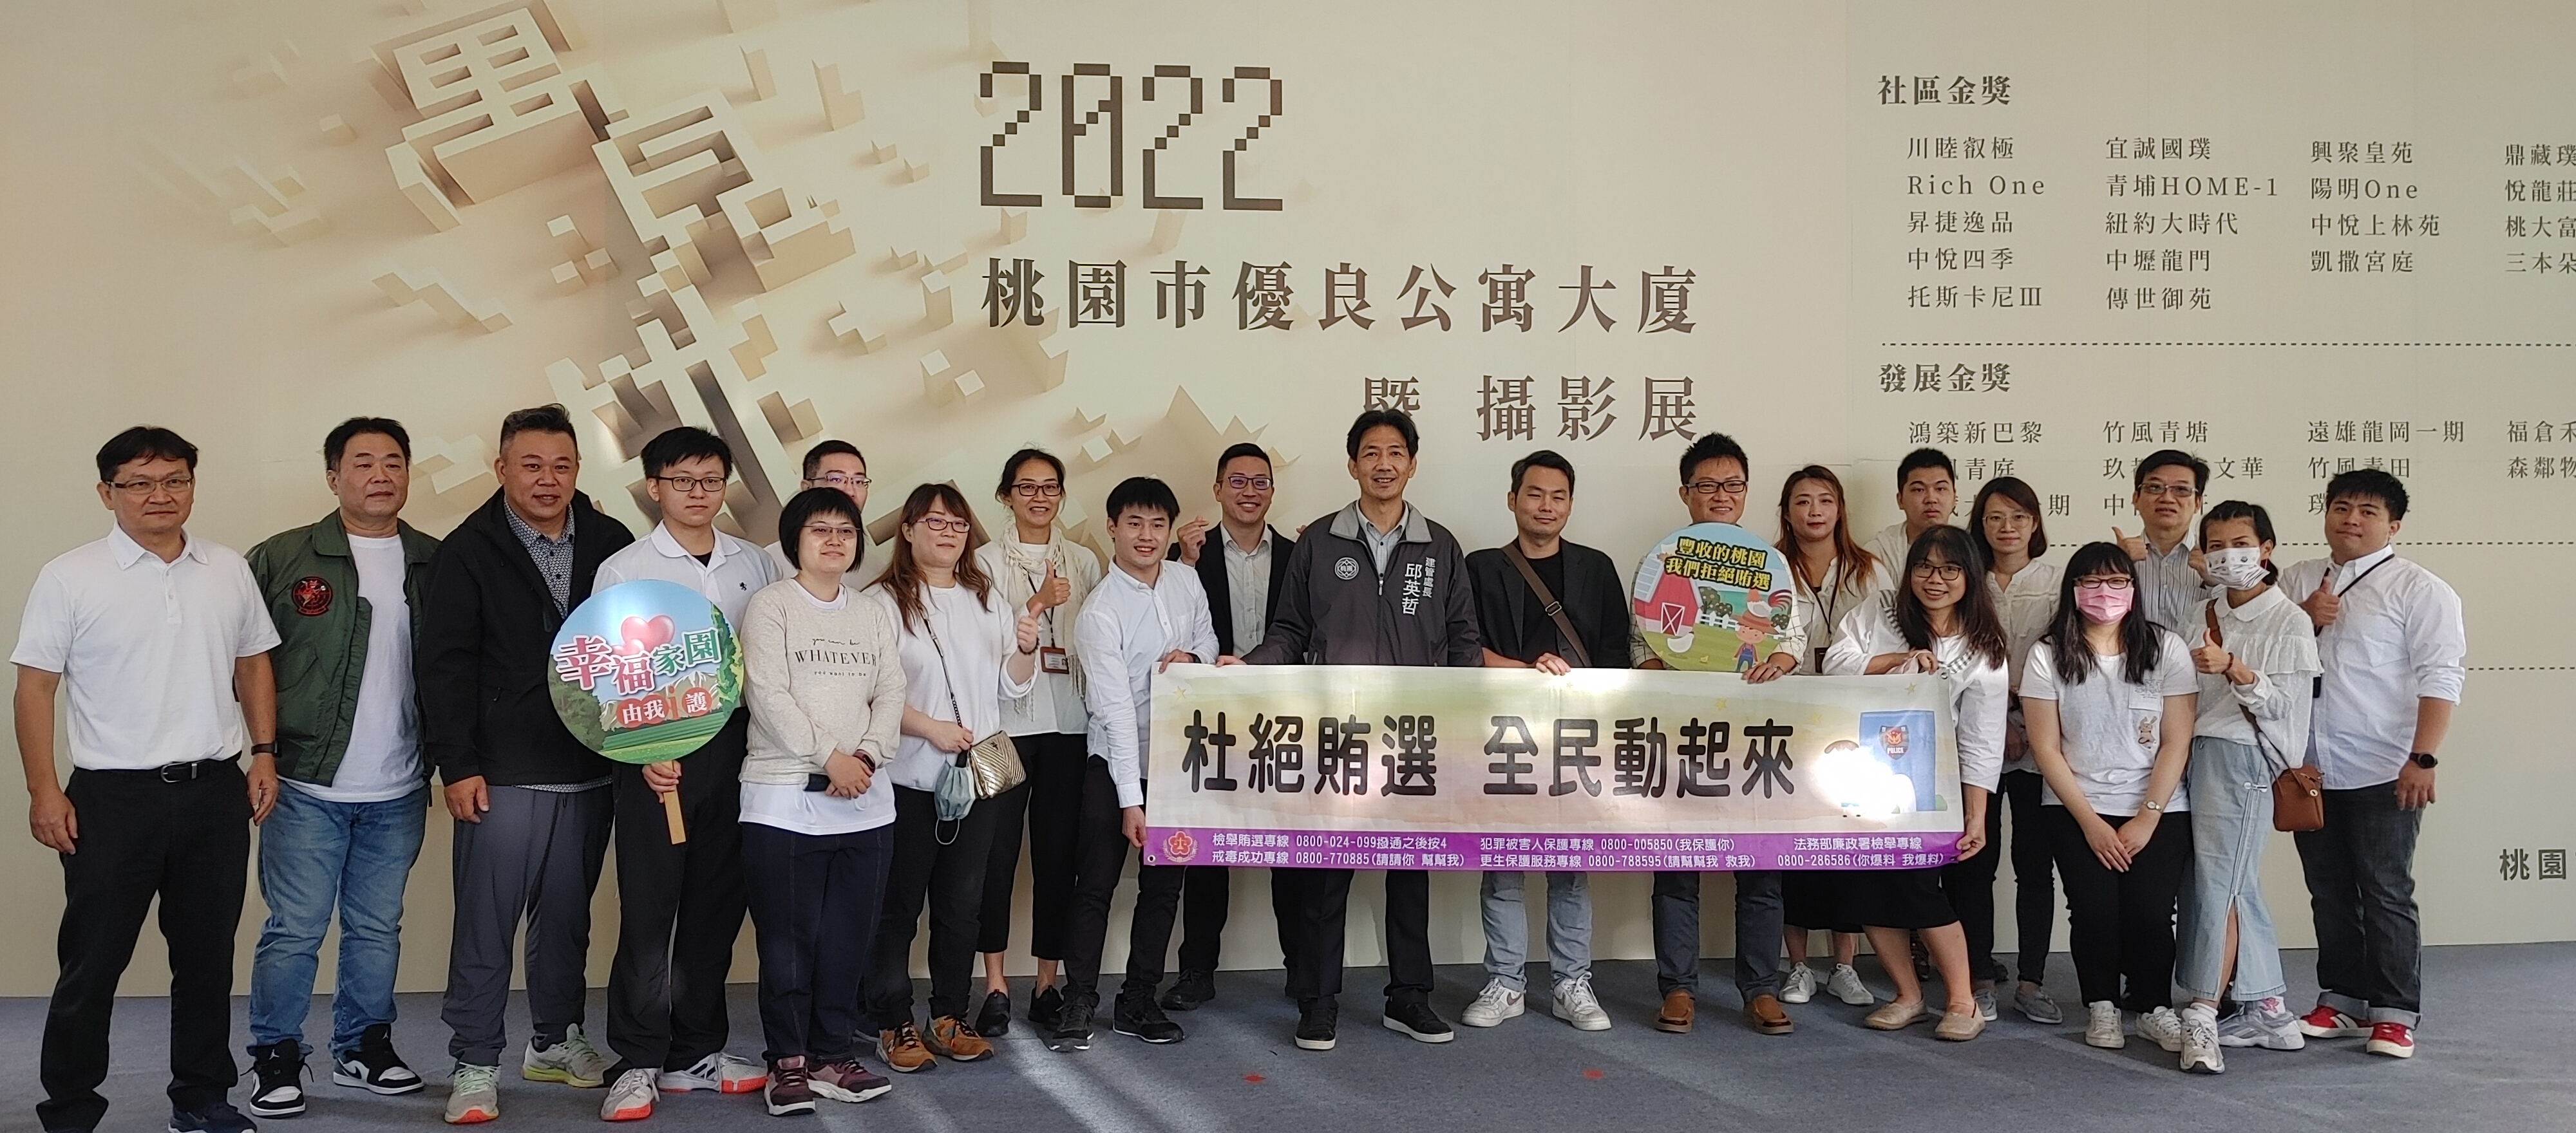 2022
桃園市優良公寓大廈
暨 攝影展
社區金獎
川睦叡極 宜誠國璞 興聚皇苑 鼎藏璞
Rich One 青埔HOME-1 陽明One 悅龍莊
昇捷逸品 紐約大時代 中悅上林苑 桃大富
中悅四季 中壢龍門 凱撒宮庭 三本朵
托斯卡尼Ⅲ 傳世御苑
發展金獎
鴻築新巴黎 竹風青塘 遠雄龍岡一期 福倉禾
青庭 文華 竹風青田 森鄰物
期 中
桃園
建管處長
邱英哲
幸福家園
由我 護
豐收的桃園
我們拒絕賄選
you can be
WHATEVER
you want to be
杜絕賄選 全民動起來
POLICE
檢舉賄選專線 0800-024-099撥通之後按4 犯罪被害人保護專線 0800-005850(我保護你) 法務部廉政署檢舉專線
戒毒成功專線 0800-770885(請請你 幫幫我) 更生保護服務專線 0800-788595(請幫幫我 救我) 0800-286586(你爆料 我爆料)